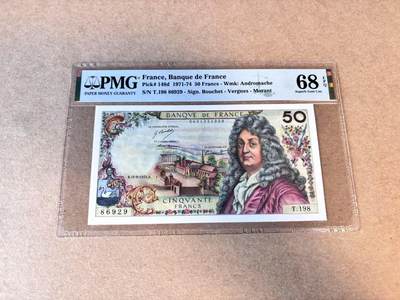 PMG
PAPER MONEY GUARANTY
France, Banque de France
Pick# 148d 1971-74 50 Francs - Wmk: Andromache
S/N T.198 86929 - Sign. Bouchet - Vergnes - Morant
68 EPQ
Superb Gem Unc
BANQUE DE FRANCE
50
CINQUANTE
FRANCS
86929
T.198